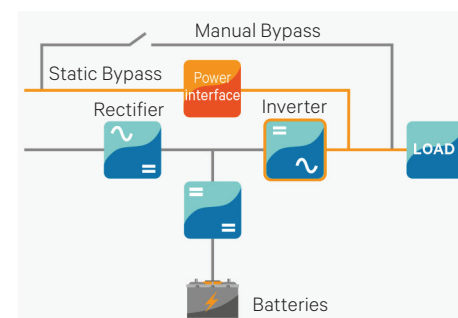 Manual Bypass
Static Bypass
Power
interface
Rectifier
Inverter
LOAD
Batteries